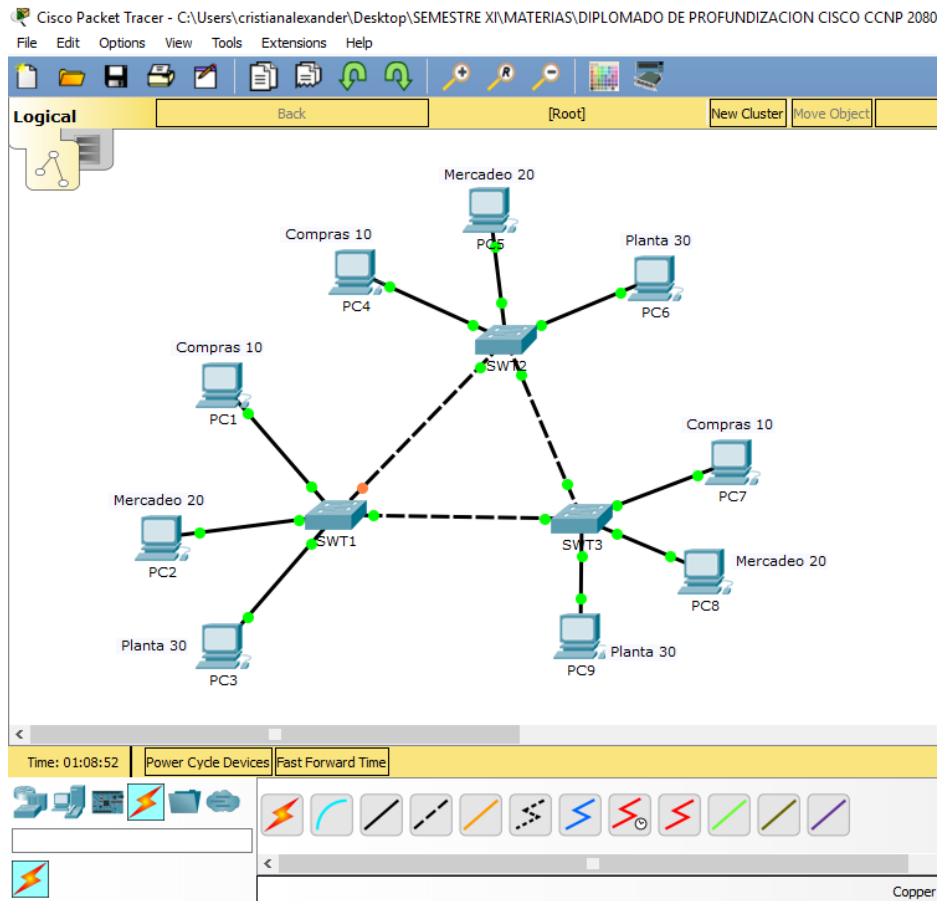 Cisco Packet Tracer - C:\Users\cristianalexander\Desktop\SEMESTRE XI\MATERIAS\DIPLOMADO DE PROFUNDIZACION CISCO CCNP 2080
File Edit Options View Tools Extensions Help
Logical Back [Root] New Cluster Move Object
Mercadeo 20
PC5
Compras 10
PC4
Planta 30
PC6
SWT2
Compras 10
PC1
Compras 10
PC7
Mercadeo 20
PC2
SWT1
SWT3
Mercadeo 20
PC8
Planta 30
PC3
Planta 30
PC9
Time: 01:08:52 Power Cycle Devices Fast Forward Time
Copper